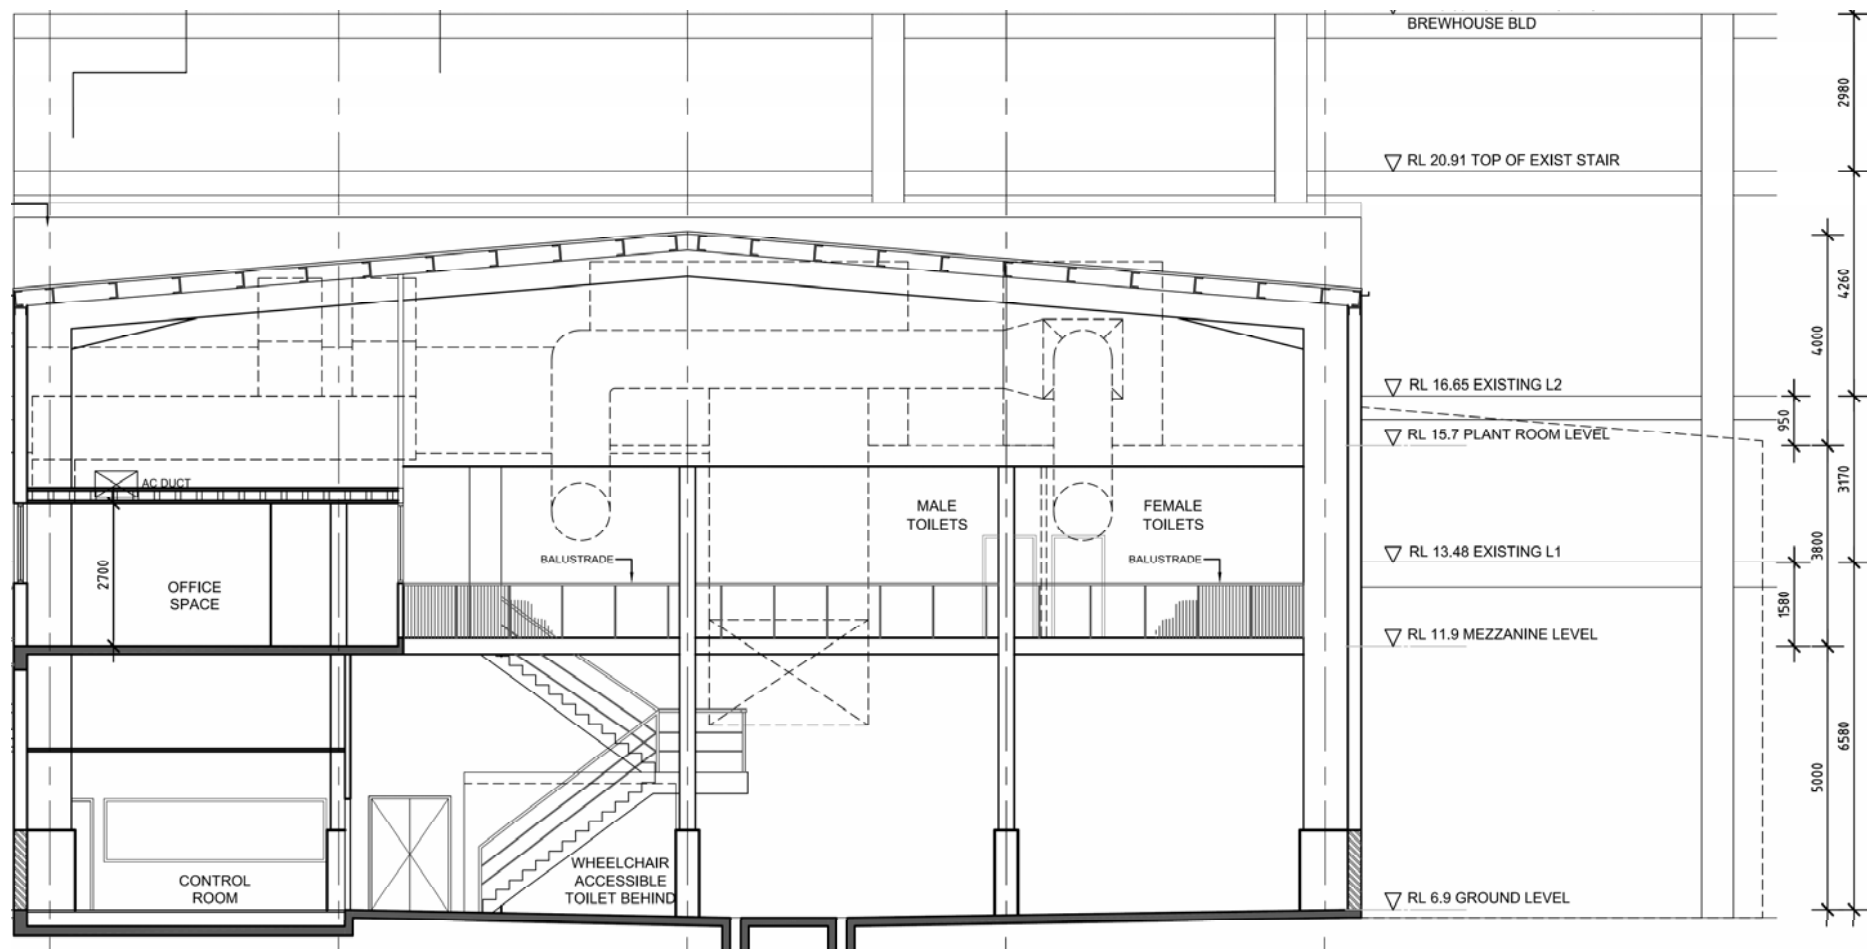 BREWHOUSE BLD
2980
RL 20.91 TOP OF EXIST STAIR
4260
4000
RL 16.65 EXISTING L2
950
RL 15.7 PLANT ROOM LEVEL
3170
AC DUCT
MALE
TOILETS
FEMALE
TOILETS
BALUSTRADE
BALUSTRADE
RL 13.48 EXISTING L1
3800
2700
OFFICE
SPACE
1580
RL 11.9 MEZZANINE LEVEL
6580
5000
WHEELCHAIR
ACCESSIBLE
TOILET BEHIND
CONTROL
ROOM
RL 6.9 GROUND LEVEL